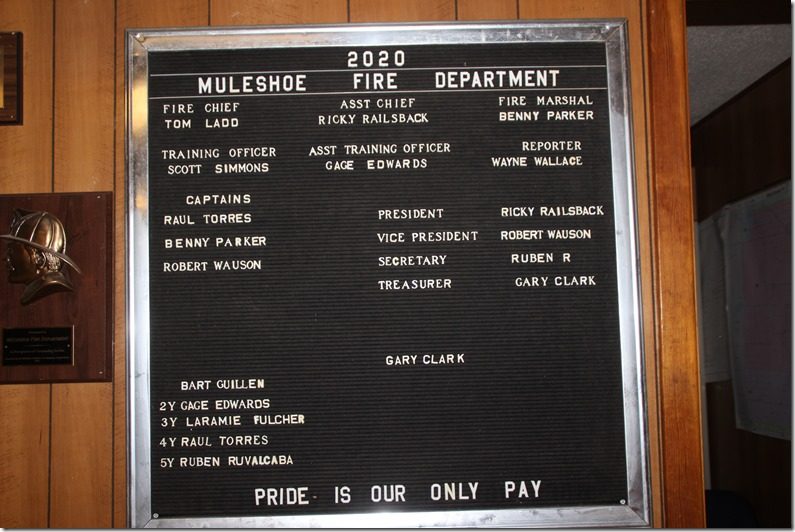 2020
MULESHOE FIRE DEPARTMENT
FIRE CHIEF ASST CHIEF FIRE MARSHAL
TOM LADD RICKY RAILSBACK BENNY PARKER
TRAINING OFFICER ASST TRAINING OFFICER REPORTER
SCOTT SIMMONS GAGE EDWARDS WAYNE WALLACE
CAPTAINS
RAUL TORRES PRESIDENT RICKY RAILSBACK
BENNY PARKER VICE PRESIDENT ROBERT WAUSON
ROBERT WAUSON SECRETARY RUBEN R
TREASURER GARY CLARK
GARY CLARK
BART GUILLEN
2Y GAGE EDWARDS
3Y LARAMIE FULCHER
4Y RAUL TORRES
5Y RUBEN RUVALCABA
PRIDE - IS OUR ONLY PAY